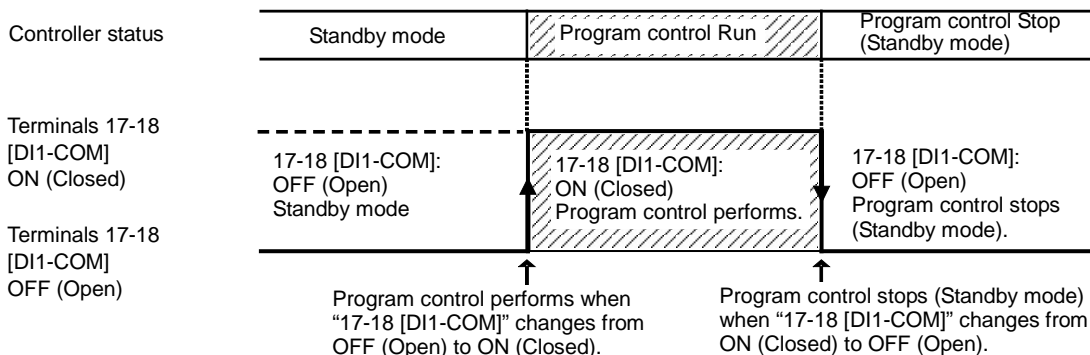 Controller status
Standby mode
Program control Run
Program control Stop
(Standby mode)
Terminals 17-18
[DI1-COM]
ON (Closed)
Terminals 17-18
[DI1-COM]
OFF (Open)
17-18 [DI1-COM]:
OFF (Open)
Standby mode
17-18 [DI1-COM]:
ON (Closed)
Program control performs.
17-18 [DI1-COM]:
OFF (Open)
Program control stops
(Standby mode).
Program control performs when
“17-18 [DI1-COM]” changes from
OFF (Open) to ON (Closed).
Program control stops (Standby mode)
when “17-18 [DI1-COM]” changes from
ON (Closed) to OFF (Open).